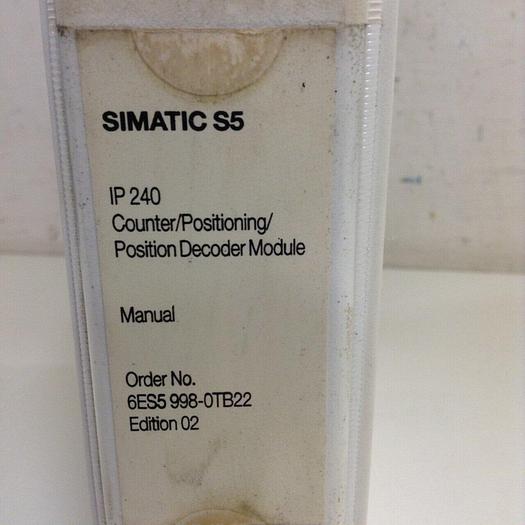 SIMATIC S5
IP 240
Counter/Positioning/
Position Decoder Module
Manual
Order No.
6ES5 998-0TB22
Edition 02